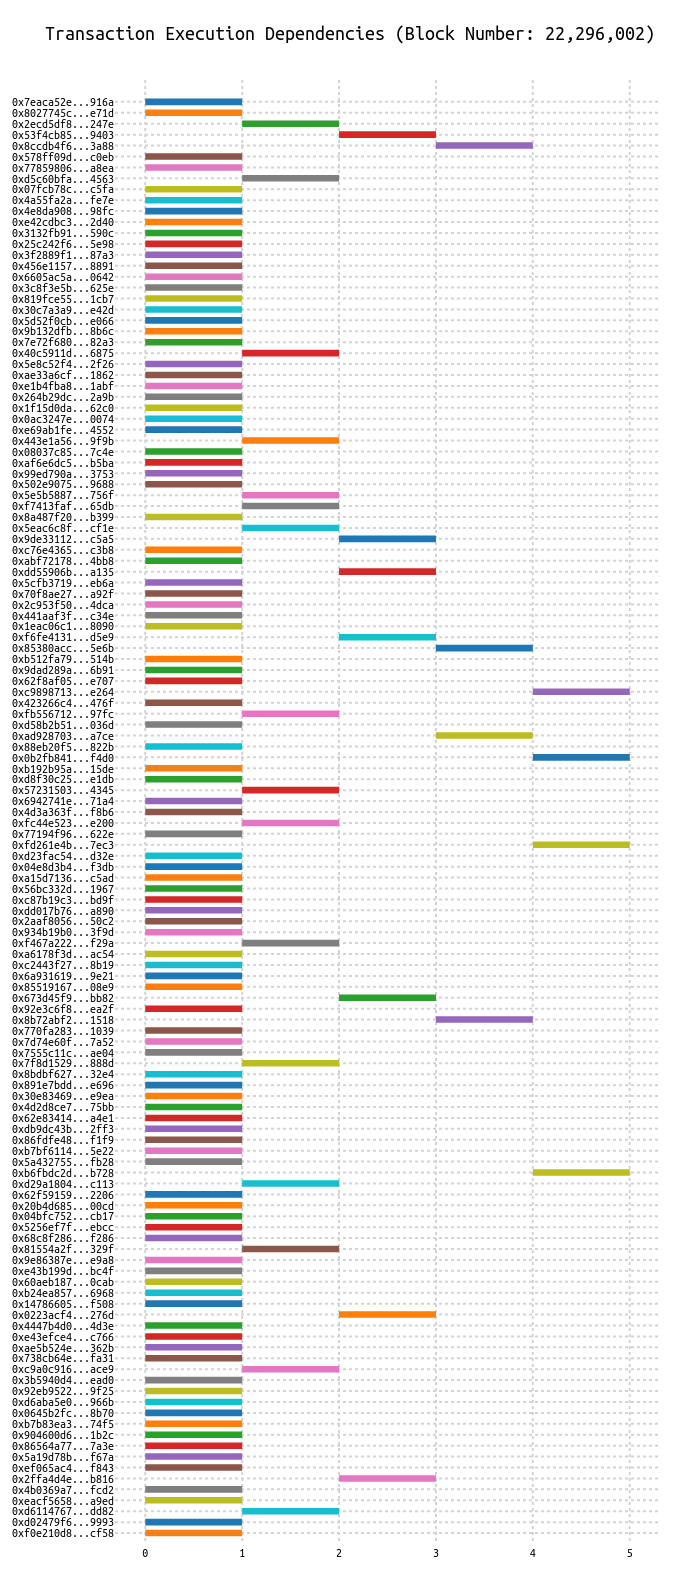 Transaction Execution Dependencies (Block Number: 22,296,002)
0x7eaca52e...916a
0x8027745c...e71d
0x2ecd5df8...247e
0x53f4cb85...9403
0x8ccdb4f6...3a88
0x578ff09d...c0eb
0x77859806...a8ea
0xd5c60bfa...4563
0x07fcb78c...c5fa
0x4a55fa2a...fe7e
0x4e8da908...98fc
0xe42cdbc3...2d40
0x3132fb91...590c
0x25c242f6...5e98
0x3f2889f1...87a3
0x456e1157...8891
0x6605ac5a...0642
0x3c8f3e5b...625e
0x819fce55...1cb7
0x30c7a3a9...e42d
0x5d52f0cb...e066
0x9b132dfb...8b6c
0x7e72f680...82a3
0x40c5911d...6875
0x5e8c52f4...2f26
0xae33a6cf...1862
0xe1b4fba8...1abf
0x264b29dc...2a9b
0x1f15d0da...62c0
0x0ac3247e...0074
0xe69ab1fe...4552
0x443e1a56...9f9b
0x08037c85...7c4e
0xaf6e6dc5...b5ba
0x99ed790a...3753
0x502e9075...9688
0x5e5b5887...756f
0xf7413faf...65db
0x8a487f20...b399
0x5eac6c8f...cf1e
0x9de33112...c5a5
0xc76e4365...c3b8
0xabf72178...4bb8
0xdd55906b...a135
0x5cfb3719...eb6a
0x70f8ae27...a92f
0x2c953f50...4dca
0x441aaf3f...c34e
0x1eac06c1...8090
0xf6fe4131...d5e9
0x85380acc...5e6b
0xb512fa79...514b
0x9dad289a...6b91
0x62f8af05...e707
0xc9898713...e264
0x423266c4...476f
0xfb556712...97fc
0xd58b2b51...036d
0xad928703...a7ce
0x88eb20f5...822b
0x0b2fb841...f4d0
0xb192b95a...15de
0xd8f30c25...e1db
0x57231503...4345
0x6942741e...71a4
0x4d3a363f...f8b6
0xfc44e523...e200
0x77194f96...622e
0xfd261e4b...7ec3
0xd23fac54...d32e
0x04e8d3b4...f3db
0xa15d7136...c5ad
0x56bc332d...1967
0xc87b19c3...bd9f
0xdd017b76...a890
0x2aaf8056...50c2
0x934b19b0...3f9d
0xf467a222...f29a
0xa6178f3d...ac54
0xc2443f27...8b19
0x6a931619...9e21
0x85519167...08e9
0x673d45f9...bb82
0x92e3c6f8...ea2f
0x8b72abf2...1518
0x770fa283...1039
0x7d74e60f...7a52
0x7555c11c...ae04
0x7f8d1529...888d
0x8bdbf627...32e4
0x891e7bdd...e696
0x30e83469...e9ea
0x4d2d8ce7...75bb
0x62e83414...a4e1
0xdb9dc43b...2ff3
0x86fdfe48...f1f9
0xb7bf6114...5e22
0x5a432755...fb28
0xb6fbdc2d...b728
0xd29a1804...c113
0x62f59159...2206
0x20b4d685...00cd
0x04bfc752...cb17
0x5256ef7f...ebcc
0x68c8f286...f286
0x81554a2f...329f
0x9e86387e...e9a8
0xe43b199d...bc4f
0x60aeb187...0cab
0xb24ea857...6968
0x14786605...f508
0x0223acf4...276d
0x4447b4d0...4d3e
0xe43efce4...c766
0xae5b524e...362b
0x738cb64e...fa31
0xc9a0c916...ace9
0x3b5940d4...ead0
0x92eb9522...9f25
0xd6aba5e0...966b
0x0645b2fc...8b70
0xb7b83ea3...74f5
0x904600d6...1b2c
0x86564a77...7a3e
0x5a19d78b...f67a
0xef065ac4...f843
0x2ffa4d4e...b816
0x4b0369a7...fcd2
0xeacf5658...a9ed
0xd6114767...dd82
0xd02479f6...9993
0xf0e210d8...cf58
0 1 2 3 4 5